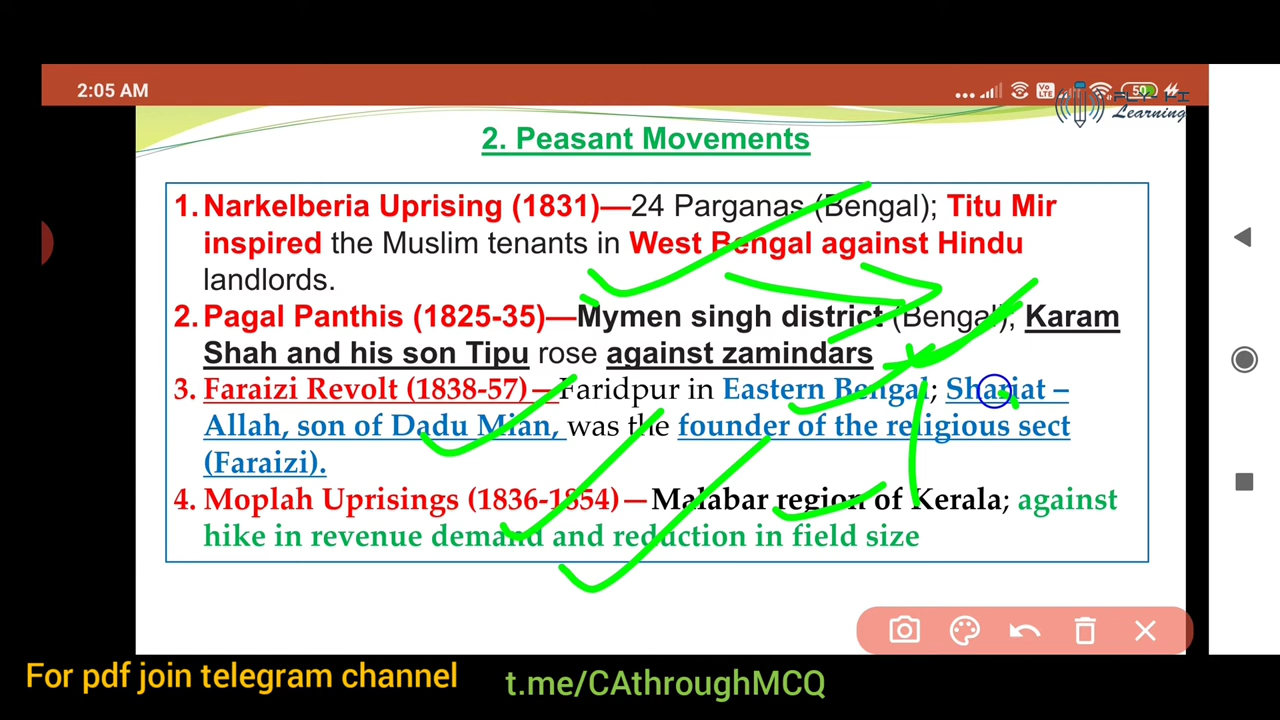 2:05 AM
Vo LTE
50
Learning
2. Peasant Movements
1. Narkelberia Uprising (1831)—24 Parganas (Bengal); Titu Mir
inspired the Muslim tenants in West Bengal against Hindu
landlords.
2. Pagal Panthis (1825-35)—Mymen singh district (Bengal); Karam
Shah and his son Tipu rose against zamindars
3. Faraizi Revolt (1838-57)—Faridpur in Eastern Bengal; Shariat –
Allah, son of Dadu Mian, was the founder of the religious sect
(Faraizi).
4. Moplah Uprisings (1836-1854)—Malabar region of Kerala; against
hike in revenue demand and reduction in field size
For pdf join telegram channel
t.me/CAthroughMCQ